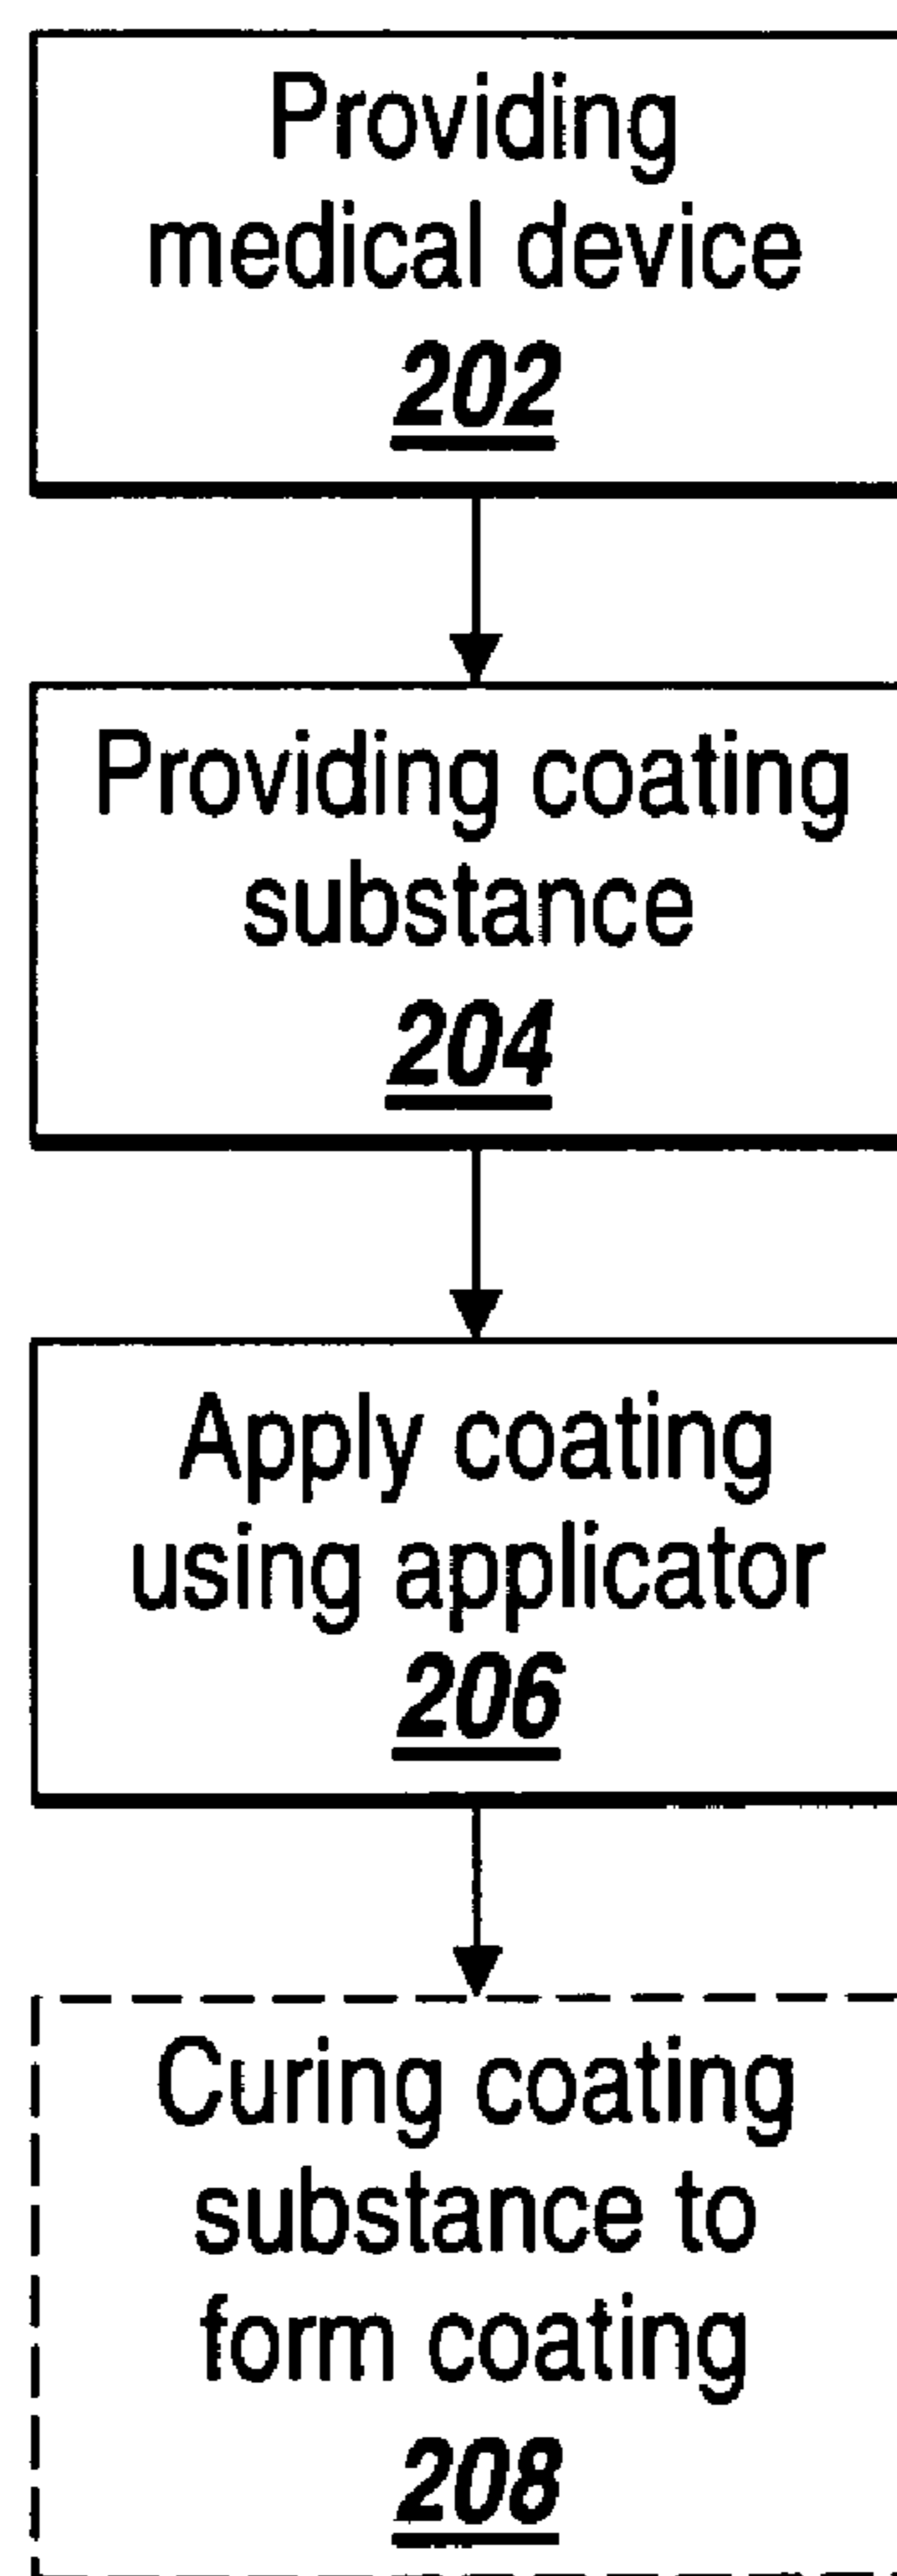 Providing
medical device
202
Providing coating
substance
204
Apply coating
using applicator
206
Curing coating
substance to
form coating
208